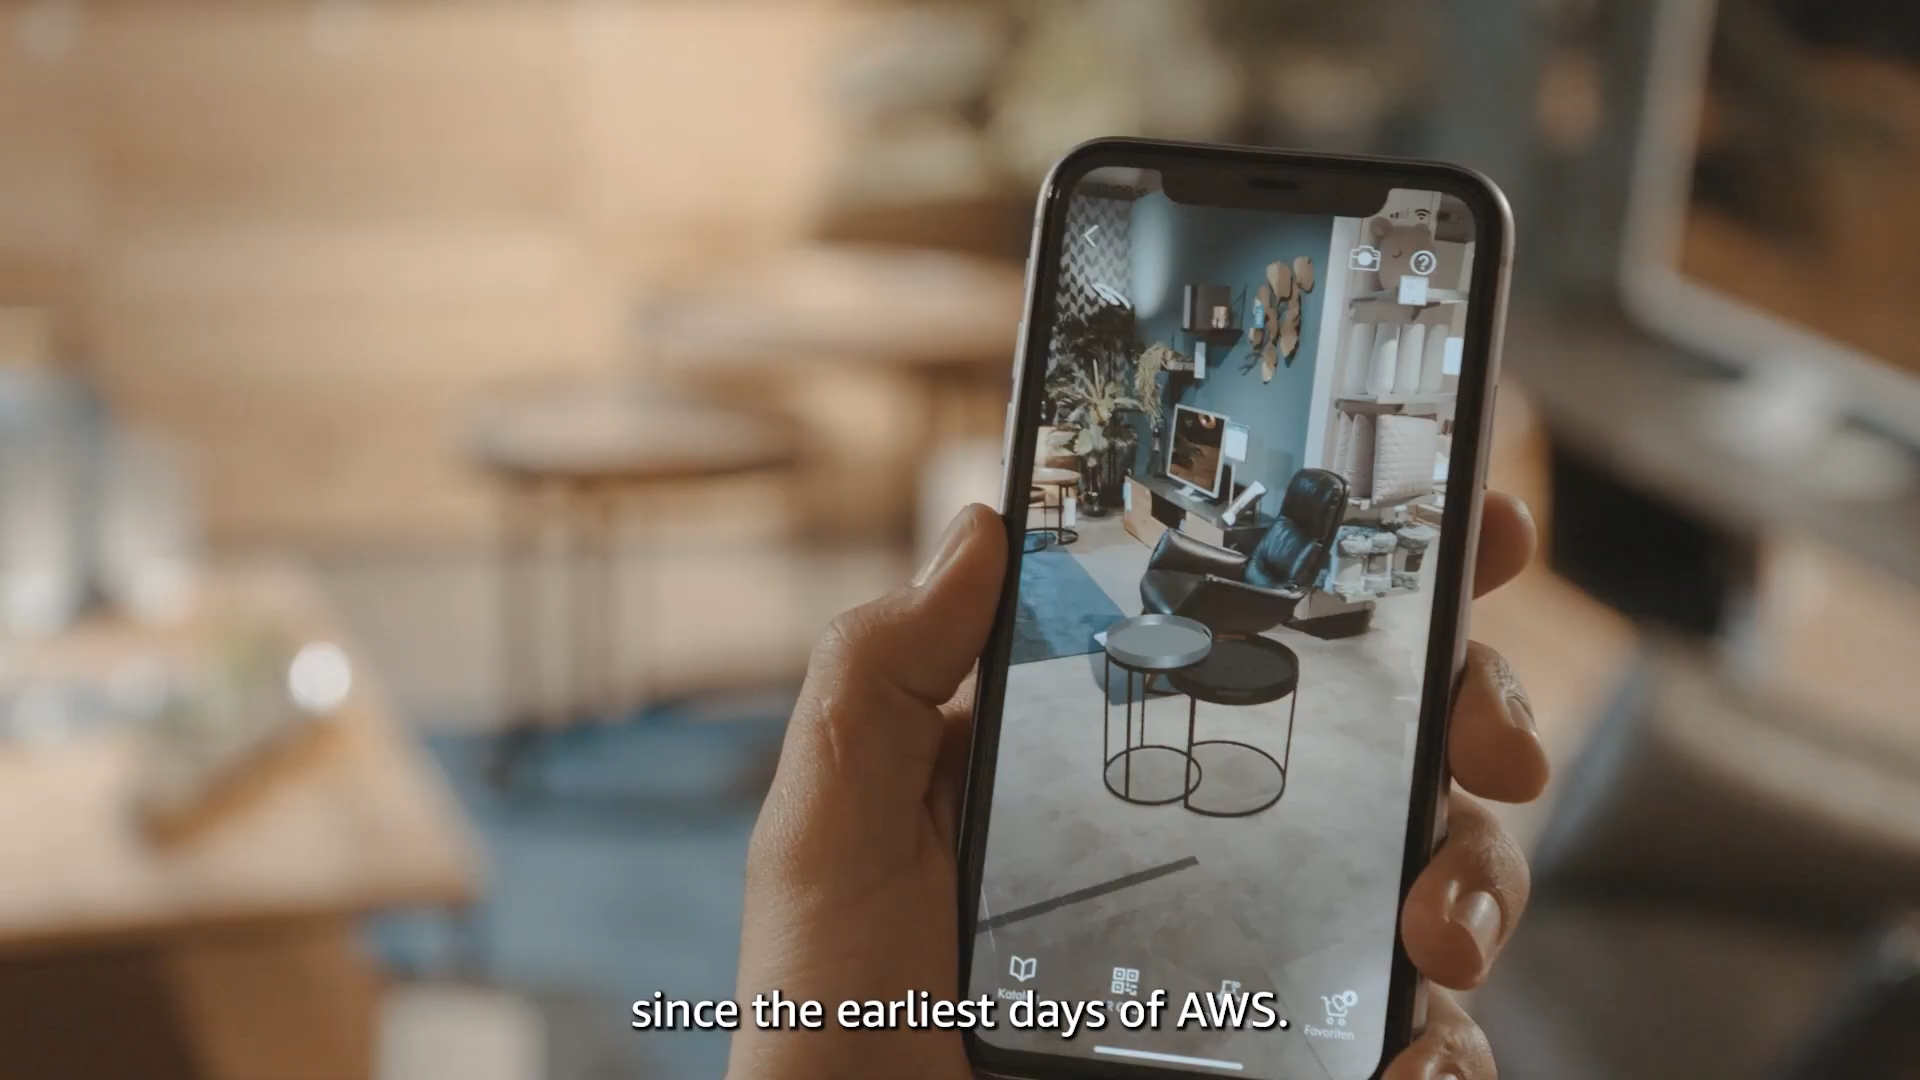 since the earliest days of AWS.
Favoriten